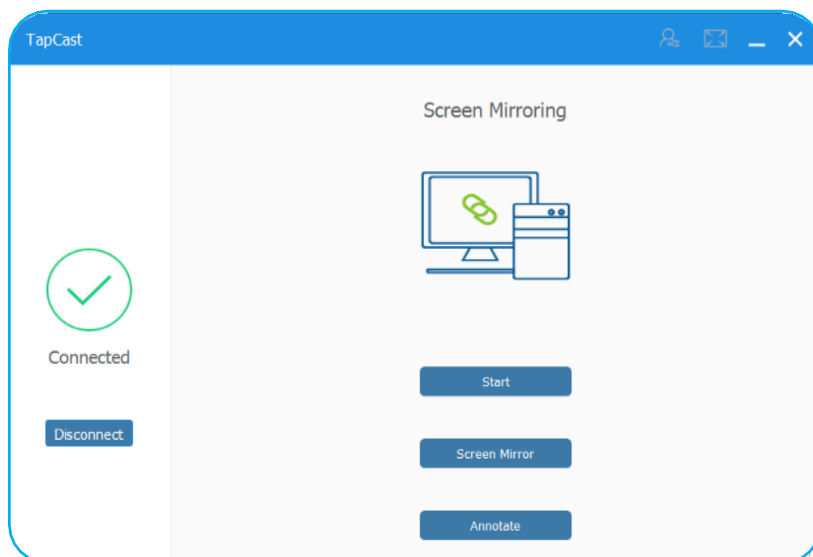 TapCast
Screen Mirroring
Connected
Disconnect
Start
Screen Mirror
Annotate